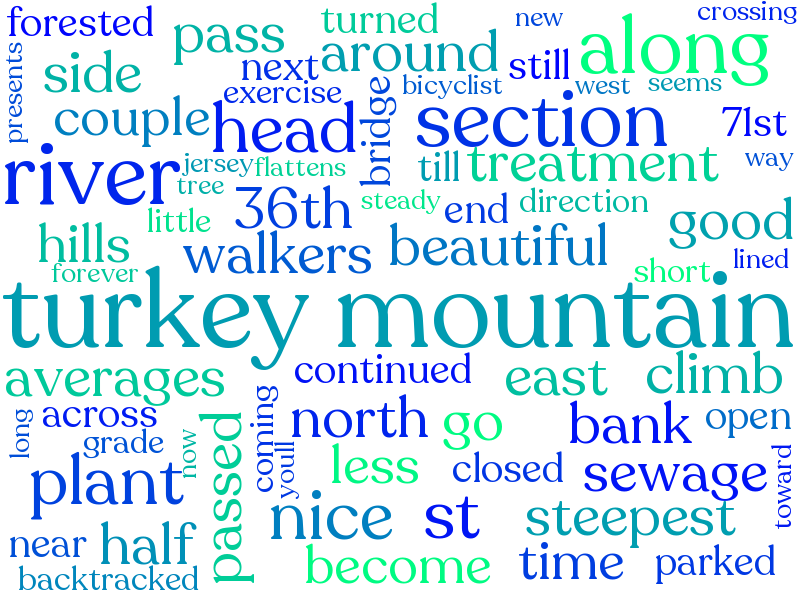 forested
pass
turned
new
crossing
presents
side
next
around
still
along
couple
exercise
bicyclist
west
seems
head
bridge
section
71st
river
jersey
flattens
till
treatment
way
tree
little
36th
steady
end
direction
good
hills
walkers
beautiful
forever
short
lined
turkey mountain
averages
continued
east
climb
long
across
grade
now
passed
coming
youll
north
go
bank
open
plant
less
closed
sewage
toward
near
half
nice
st
steepest
backtracked
become
time
parked